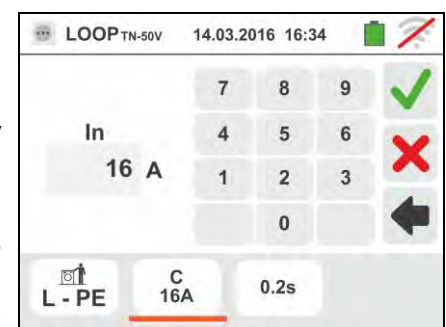 LOOP TN-50V 14.03.2016 16:34
7 8 9
In
4 5 6
16 A
1 2 3
0
L - PE
C
16A
0.2s